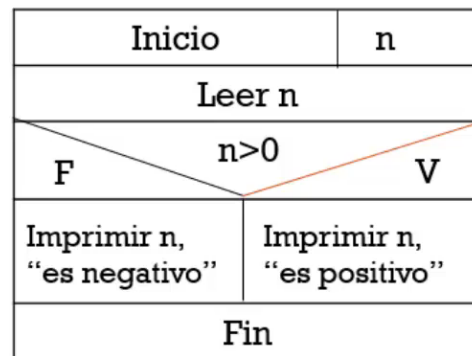 Inicio n
Leer n
n>0
F V
Imprimir n,
“es negativo”
Imprimir n,
“es positivo”
Fin